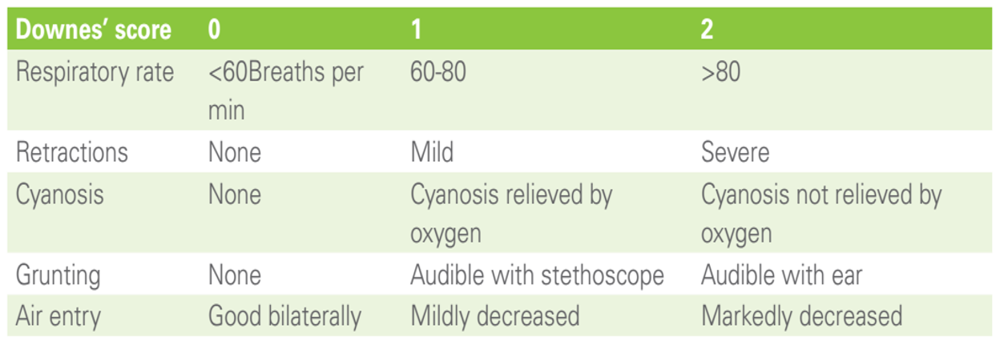 Downes’ score 0 1 2
Respiratory rate <60Breaths per 60-80 >80
min
Retractions None Mild Severe
Cyanosis None Cyanosis relieved by Cyanosis not relieved by
oxygen oxygen
Grunting None Audible with stethoscope Audible with ear
Air entry Good bilaterally Mildly decreased Markedly decreased